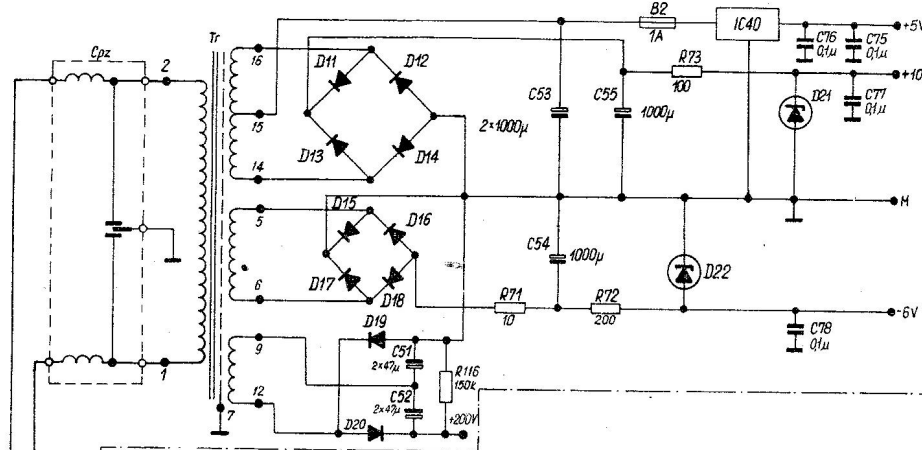 Cpz
Tr
2
1
16
15
14
5
6
9
12
7
D11
D12
D13
D14
D15
D16
D17
D18
D19
D20
C51
2×47μ
C52
2×47μ
R116
150k
+200V
C53
2×1000μ
C55
1000μ
C54
1000μ
B2
1A
IC40
R73
100
R71
10
R72
200
D21
D22
C76
0,1μ
C75
0,1μ
C77
0,1μ
C78
0,1μ
+5V
+10
M
-6V